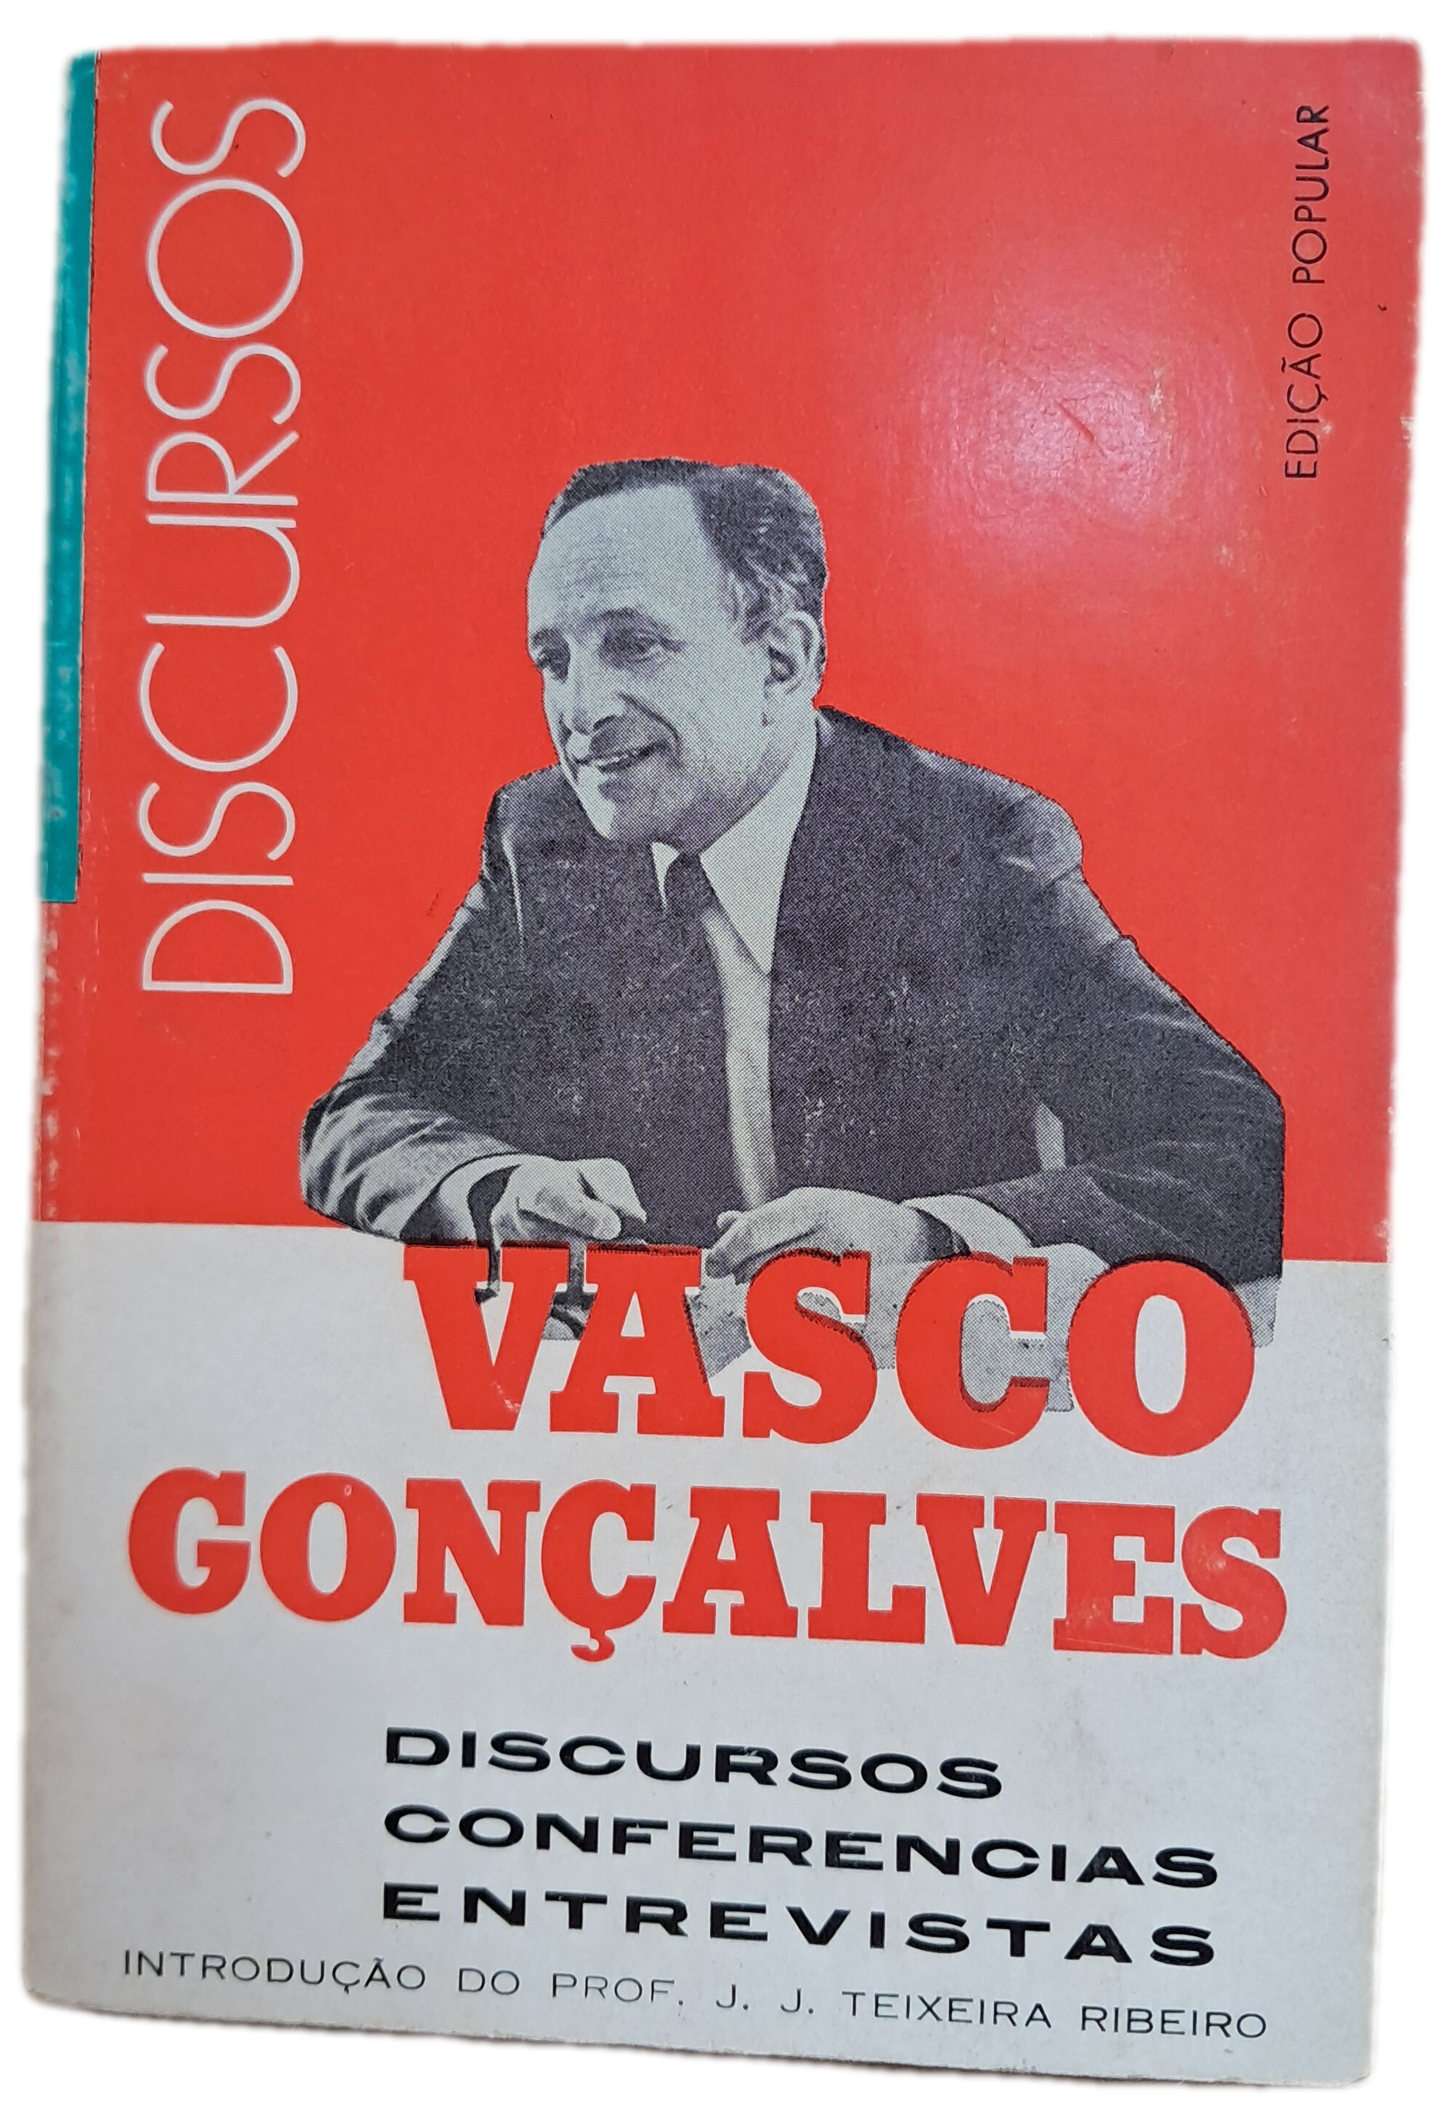 DISCURSOS
EDIÇÃO POPULAR
VASCO
GONÇALVES
DISCURSOS
CONFERENCIAS
ENTREVISTAS
INTRODUÇÃO DO PROF. J. J. TEIXEIRA RIBEIRO